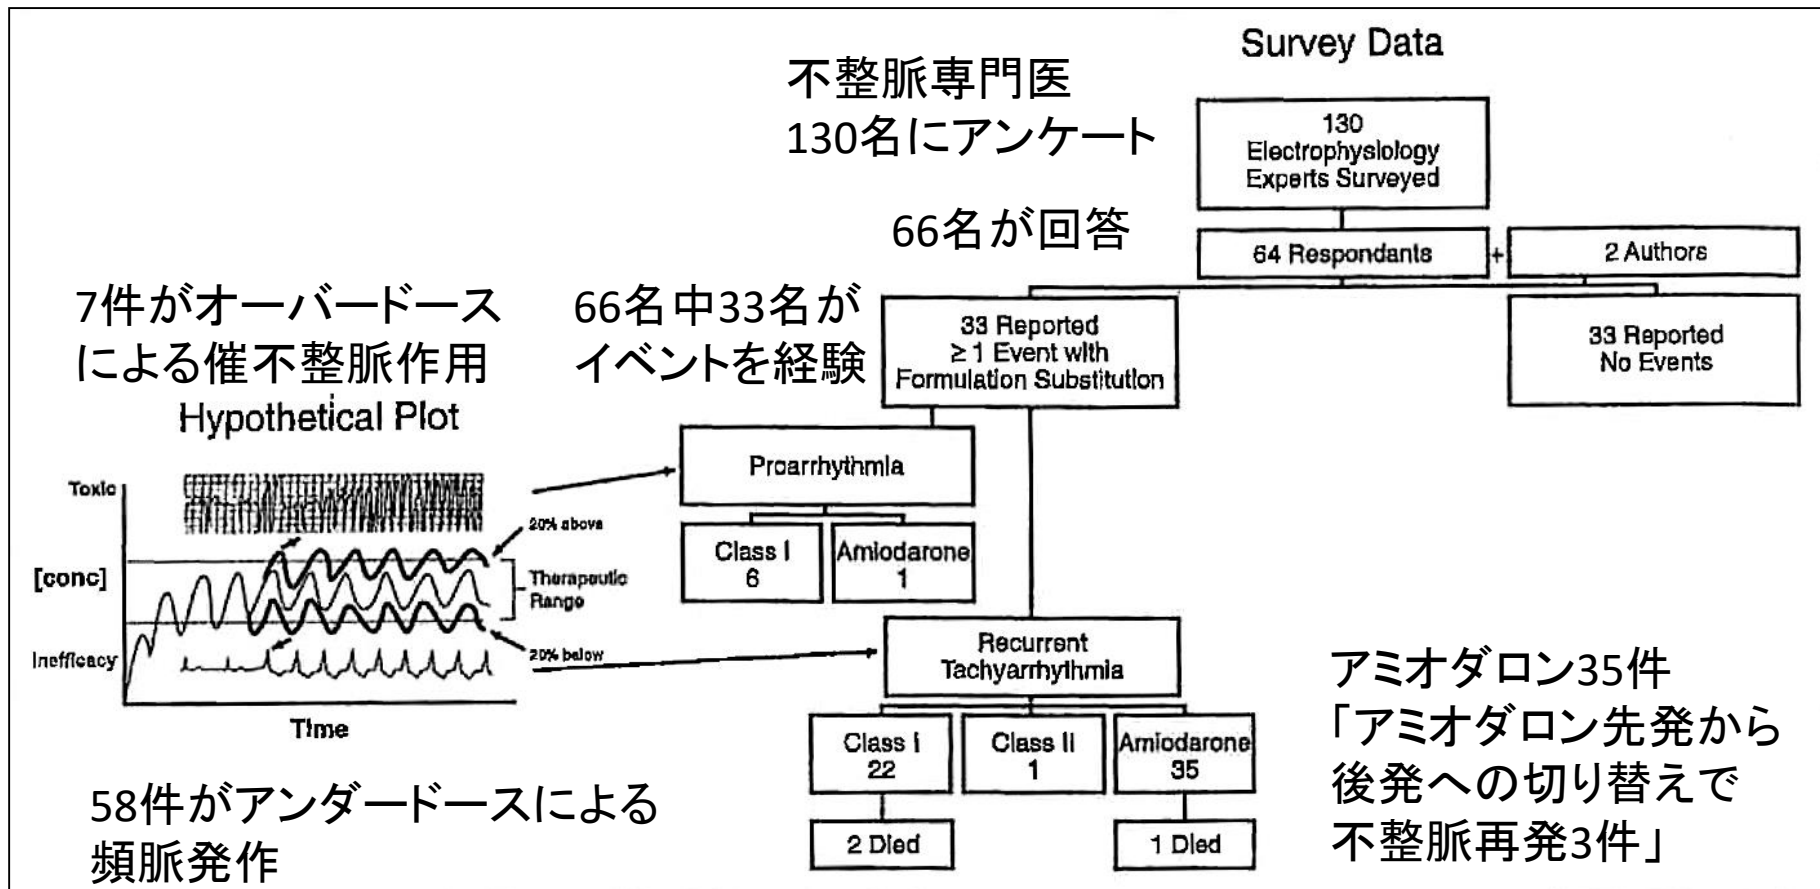 Survey Data
不整脈専門医
130名にアンケート
130
Electrophysiology
Experts Surveyed
66名が回答
64 Respondants
+
2 Authors
7件がオーバードース
による催不整脈作用
66名中33名が
イベントを経験
33 Reported
≥ 1 Event with
Formulation Substitution
33 Reported
No Events
Hypothetical Plot
Proarrhythmia
Class I
6
Amiodarone
1
Toxic
20% above
[conc]
Therapeutic
Range
Inefficacy
20% below
Time
Recurrent
Tachyarrhythmia
Class I
22
Class II
1
Amiodarone
35
2 Died
1 Died
アミオダロン35件
「アミオダロン先発から
後発への切り替えで
不整脈再発3件」
58件がアンダードースによる
頻脈発作